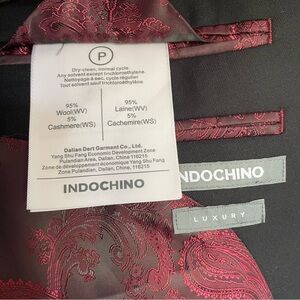 P
Dry-clean, normal cycle.
Any solvent except trichloroethylene.
Nettoyage à sec, cycle régulier
Tout solvant sauf trichloroéthylène
95%
Wool(WV)
5%
Cashmere(WS)
95%
Laine(WV)
5%
Cachemire(WS)
Dalian Dart Garment Co., Ltd.
Yang Shu Fang Economic Development Zone
Pulandian Area, Dalian, China 116215
Zone de développement économique Yang Shu Fang
Zone Pulandian, Dalian, Chine 116215
INDOCHINO
NDOCHINO
LUXURY